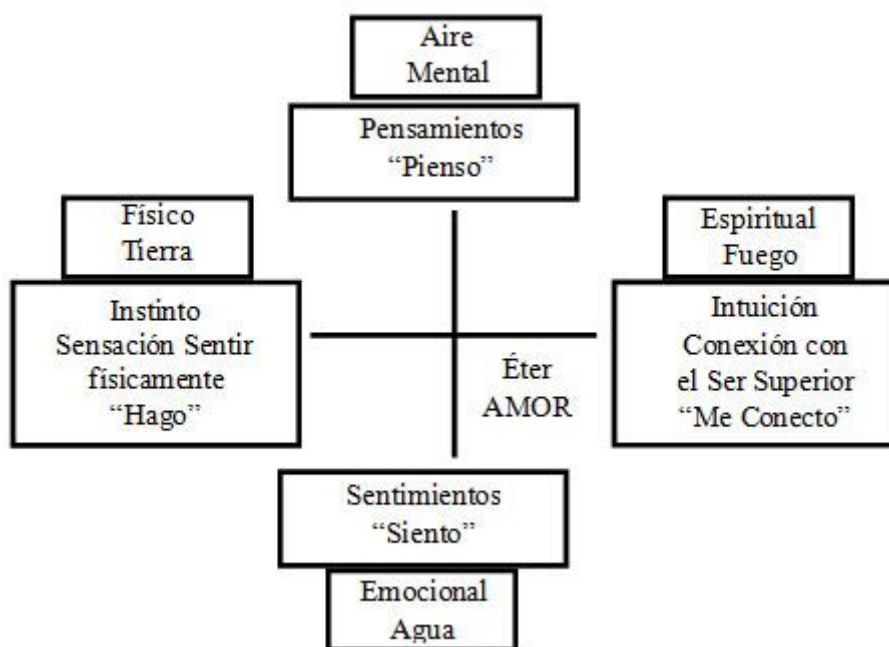 Aire
Mental
Pensamientos
“Pienso”
Físico
Tierra
Instinto
Sensación Sentir
físicamente
“Hago”
Espiritual
Fuego
Intuición
Conexión con
el Ser Superior
“Me Conecto”
Éter
AMOR
Sentimientos
“Siento”
Emocional
Agua